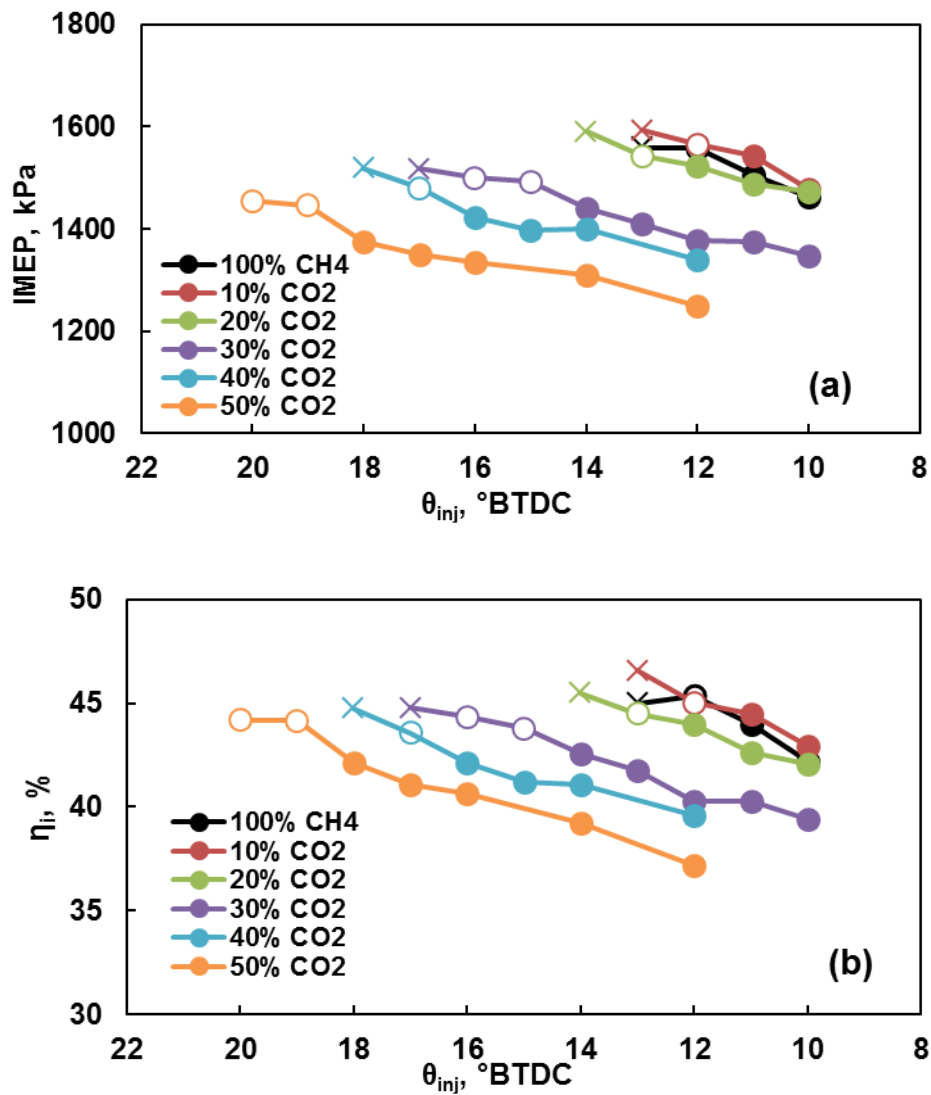 1800
1600
1400
1200
1000
IMEP, kPa
100% CH4
10% CO2
20% CO2
30% CO2
40% CO2
50% CO2
(a)
22 20 18 16 14 12 10 8
θinj, °BTDC
50
45
40
35
30
ηi, %
100% CH4
10% CO2
20% CO2
30% CO2
40% CO2
50% CO2
(b)
22 20 18 16 14 12 10 8
θinj, °BTDC